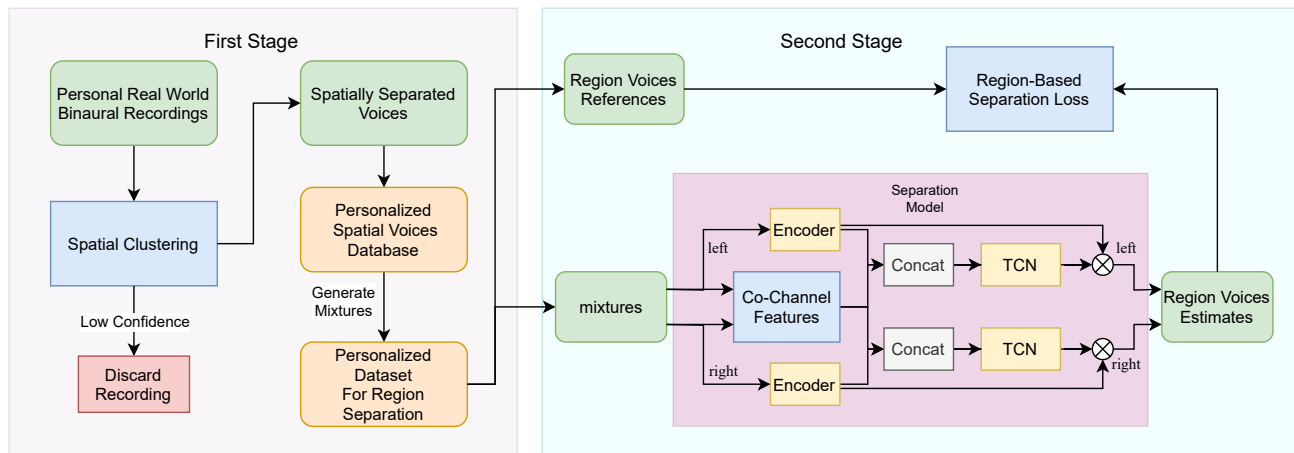 First Stage
Personal Real World
Binaural Recordings
Spatial Clustering
Low Confidence
Discard
Recording
Spatially Separated
Voices
Personalized
Spatial Voices
Database
Generate
Mixtures
Personalized
Dataset
For Region
Separation
Second Stage
Region Voices
References
Region-Based
Separation Loss
mixtures
Separation
Model
left
Encoder
Co-Channel
Features
right
Encoder
Concat
TCN
left
Concat
TCN
right
Region Voices
Estimates